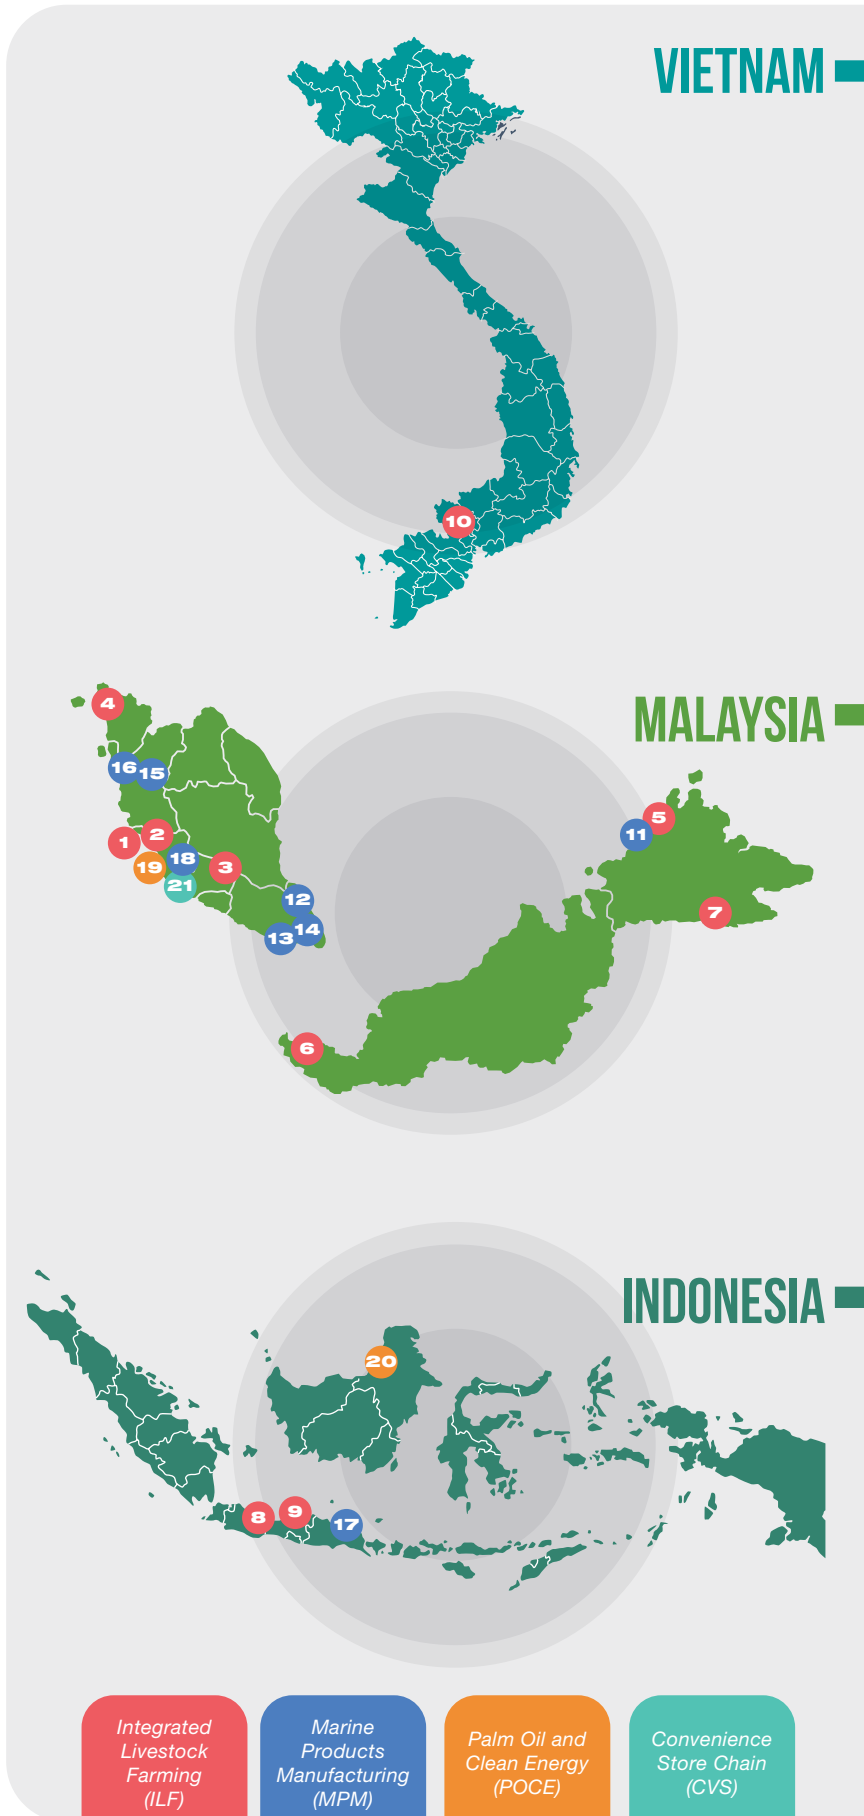 VIETNAM
10
MALAYSIA
4
16
15
5
11
1
2
18
19
3
21
12
7
14
13
6
INDONESIA
20
9
8
17
Integrated
Livestock
Farming
(ILF)
Marine
Products
Manufacturing
(MPM)
Palm Oil and
Clean Energy
(POCE)
Convenience
Store Chain
(CVS)